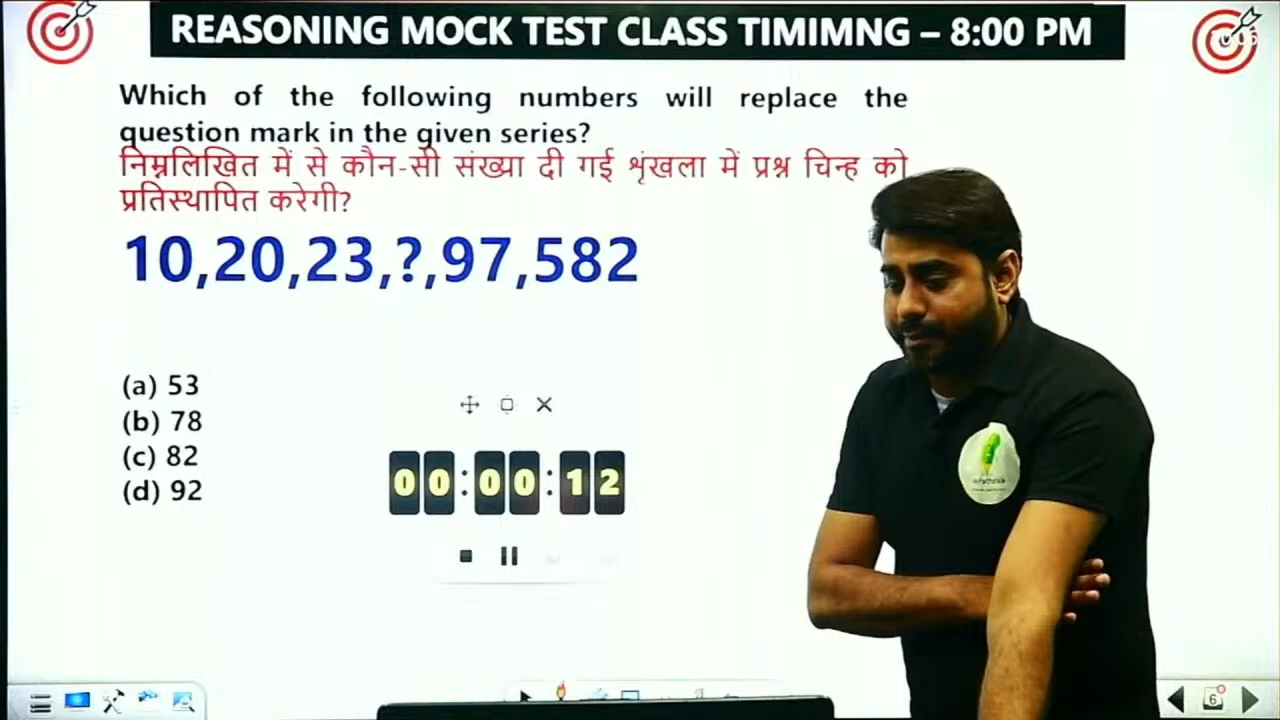 REASONING MOCK TEST CLASS TIMIMNG – 8:00 PM
Which of the following numbers will replace the
question mark in the given series?
निम्नलिखित में से कौन-सी संख्या दी गई शृंखला में प्रश्न चिन्ह को
प्रतिस्थापित करेगी?
10,20,23,?,97,582
(a) 53
(b) 78
(c) 82
(d) 92
00:00:12
6